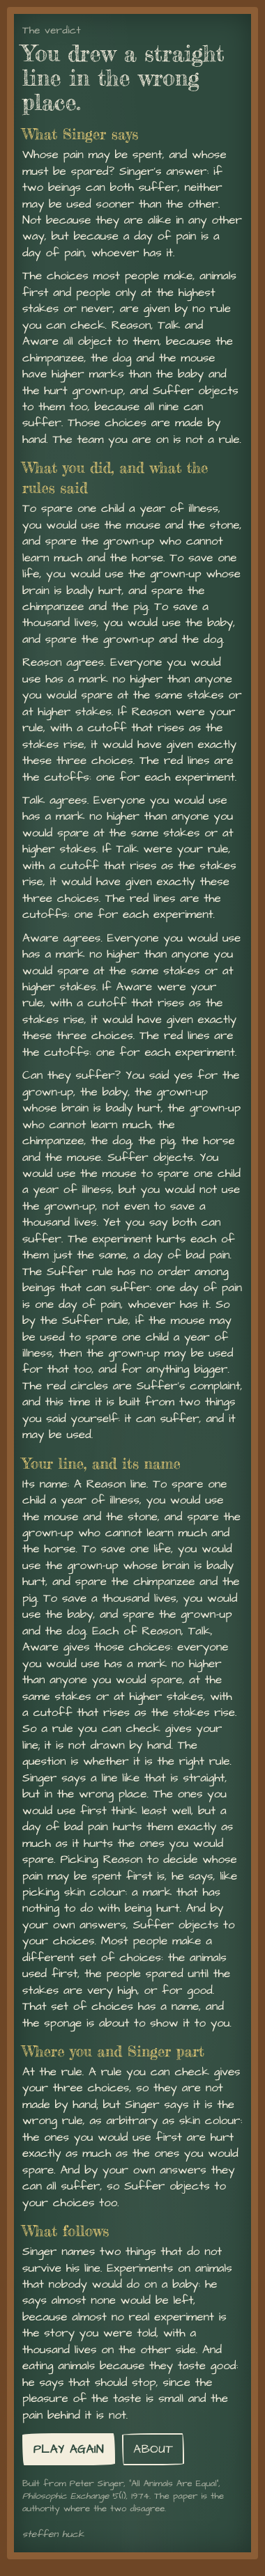 The verdict
You drew a straight
line in the wrong
place.
What Singer says
Whose pain may be spent, and whose
must be spared? Singer's answer: if
two beings can both suffer, neither
may be used sooner than the other.
Not because they are alike in any other
way, but because a day of pain is a
day of pain, whoever has it.
The choices most people make, animals
first and people only at the highest
stakes or never, are given by no rule
you can check. Reason, Talk and
Aware all object to them, because the
chimpanzee, the dog and the mouse
have higher marks than the baby and
the hurt grown-up, and Suffer objects
to them too, because all nine can
suffer. Those choices are made by
hand. The team you are on is not a rule.
What you did, and what the
rules said
To spare one child a year of illness,
you would use the mouse and the stone,
and spare the grown-up who cannot
learn much and the horse. To save one
life, you would use the grown-up whose
brain is badly hurt, and spare the
chimpanzee and the pig. To save a
thousand lives, you would use the baby,
and spare the grown-up and the dog.
Reason agrees. Everyone you would
use has a mark no higher than anyone
you would spare at the same stakes or
at higher stakes. If Reason were your
rule, with a cutoff that rises as the
stakes rise, it would have given exactly
these three choices. The red lines are
the cutoffs: one for each experiment.
Talk agrees. Everyone you would use
has a mark no higher than anyone you
would spare at the same stakes or at
higher stakes. If Talk were your rule,
with a cutoff that rises as the stakes
rise, it would have given exactly these
three choices. The red lines are the
cutoffs: one for each experiment.
Aware agrees. Everyone you would use
has a mark no higher than anyone you
would spare at the same stakes or at
higher stakes. If Aware were your
rule, with a cutoff that rises as the
stakes rise, it would have given exactly
these three choices. The red lines are
the cutoffs: one for each experiment.
Can they suffer? You said yes for the
grown-up, the baby, the grown-up
whose brain is badly hurt, the grown-up
who cannot learn much, the
chimpanzee, the dog, the pig, the horse
and the mouse. Suffer objects. You
would use the mouse to spare one child
a year of illness, but you would not use
the grown-up, not even to save a
thousand lives. Yet you say both can
suffer. The experiment hurts each of
them just the same, a day of bad pain.
The Suffer rule has no order among
beings that can suffer: one day of pain
is one day of pain, whoever has it. So
by the Suffer rule, if the mouse may
be used to spare one child a year of
illness, then the grown-up may be used
for that too, and for anything bigger.
The red circles are Suffer's complaint,
and this time it is built from two things
you said yourself: it can suffer, and it
may be used.
Your line, and its name
Its name: A Reason line. To spare one
child a year of illness, you would use
the mouse and the stone, and spare the
grown-up who cannot learn much and
the horse. To save one life, you would
use the grown-up whose brain is badly
hurt, and spare the chimpanzee and the
pig. To save a thousand lives, you would
use the baby, and spare the grown-up
and the dog. Each of Reason, Talk,
Aware gives those choices: everyone
you would use has a mark no higher
than anyone you would spare, at the
same stakes or at higher stakes, with
a cutoff that rises as the stakes rise.
So a rule you can check gives your
line; it is not drawn by hand. The
question is whether it is the right rule.
Singer says a line like that is straight,
but in the wrong place. The ones you
would use first think least well, but a
day of bad pain hurts them exactly as
much as it hurts the ones you would
spare. Picking Reason to decide whose
pain may be spent first is, he says, like
picking skin colour: a mark that has
nothing to do with being hurt. And by
your own answers, Suffer objects to
your choices. Most people make a
different set of choices: the animals
used first, the people spared until the
stakes are very high, or for good.
That set of choices has a name, and
the sponge is about to show it to you.
Where you and Singer part
At the rule. A rule you can check gives
your three choices, so they are not
made by hand, but Singer says it is the
wrong rule, as arbitrary as skin colour:
the ones you would use first are hurt
exactly as much as the ones you would
spare. And by your own answers they
can all suffer, so Suffer objects to
your choices too.
What follows
Singer names two things that do not
survive his line. Experiments on animals
that nobody would do on a baby: he
says almost none would be left,
because almost no real experiment is
the story you were told, with a
thousand lives on the other side. And
eating animals because they taste good:
he says that should stop, since the
pleasure of the taste is small and the
pain behind it is not.
PLAY AGAIN ABOUT
Built from Peter Singer, "All Animals Are Equal",
Philosophic Exchange 5(1), 1974. The paper is the
authority where the two disagree.
steffen huck